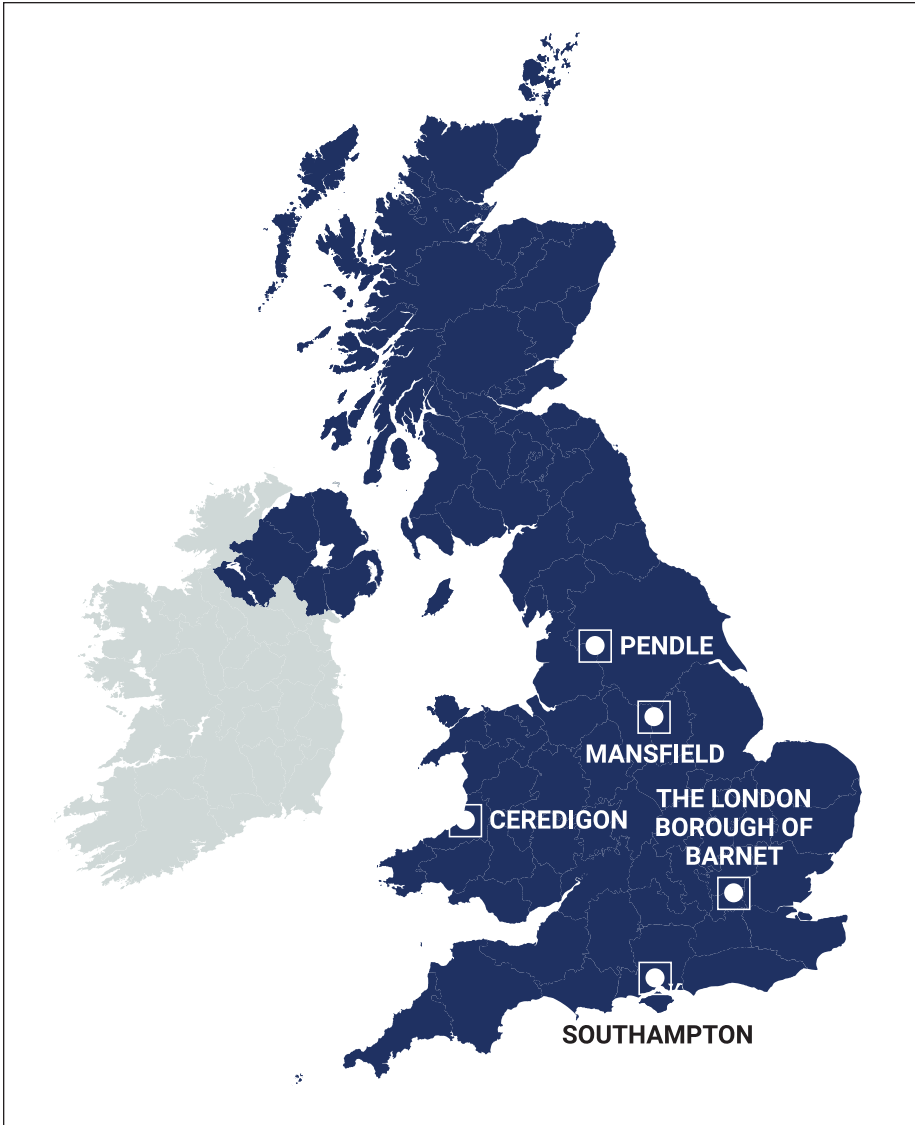 PENDLE
MANSFIELD
CEREDIGON
THE LONDON
BOROUGH OF
BARNET
SOUTHAMPTON